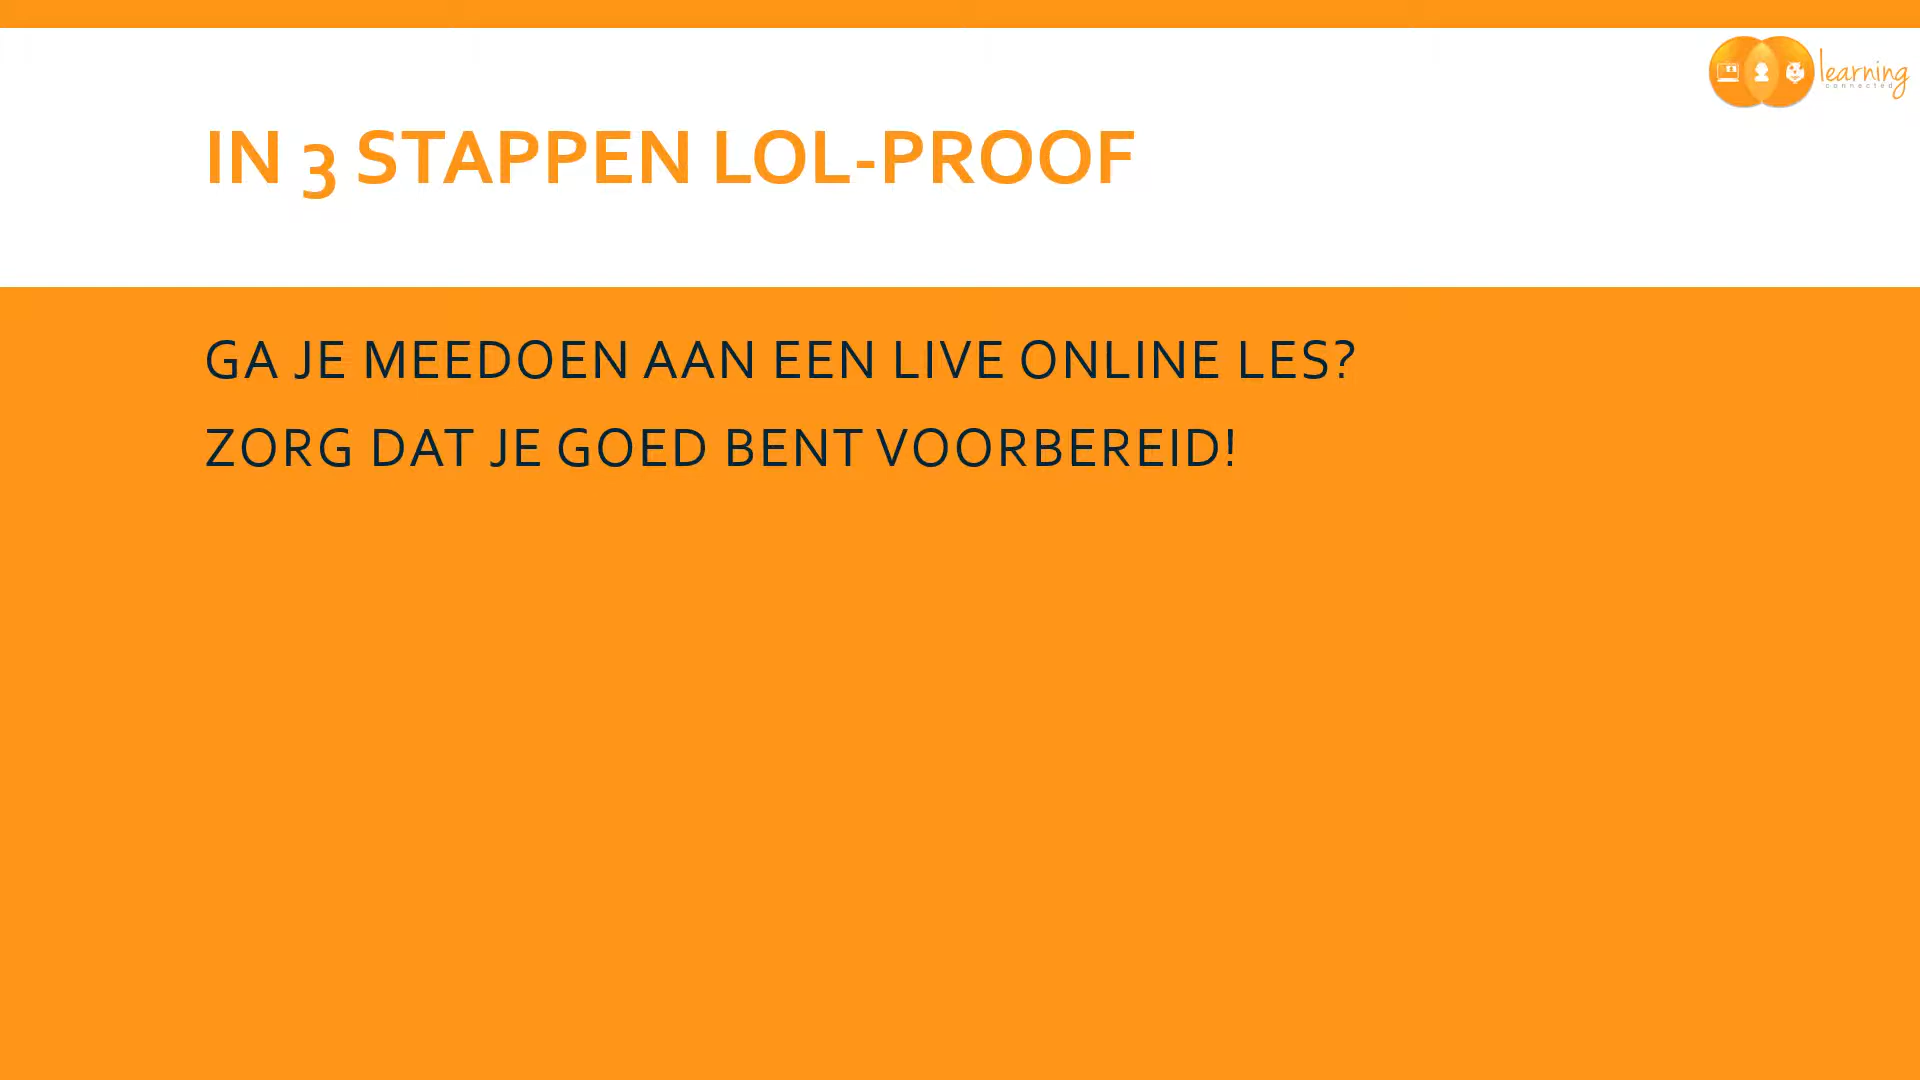 learning
connected
IN 3 STAPPEN LOL-PROOF
GA JE MEEDOEN AAN EEN LIVE ONLINE LES?
ZORG DAT JE GOED BENT VOORBEREID!